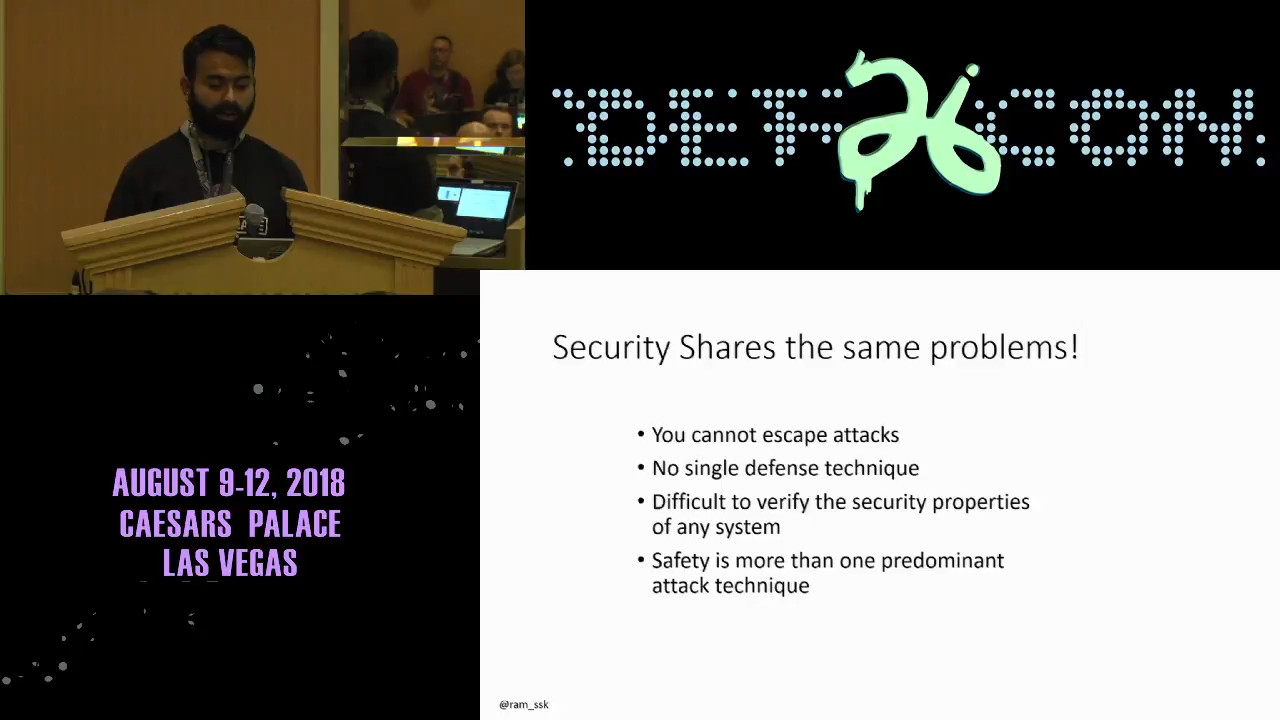 DEF 26 CON
Security Shares the same problems!
• You cannot escape attacks
• No single defense technique
• Difficult to verify the security properties
of any system
• Safety is more than one predominant
attack technique
AUGUST 9-12, 2018
CAESARS PALACE
LAS VEGAS
@ram_ssk